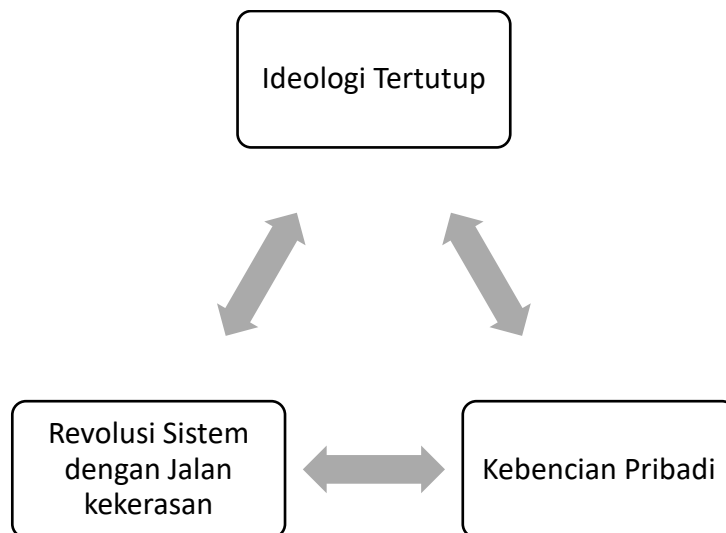 Ideologi Tertutup
Revolusi Sistem
dengan Jalan
kekerasan
Kebencian Pribadi